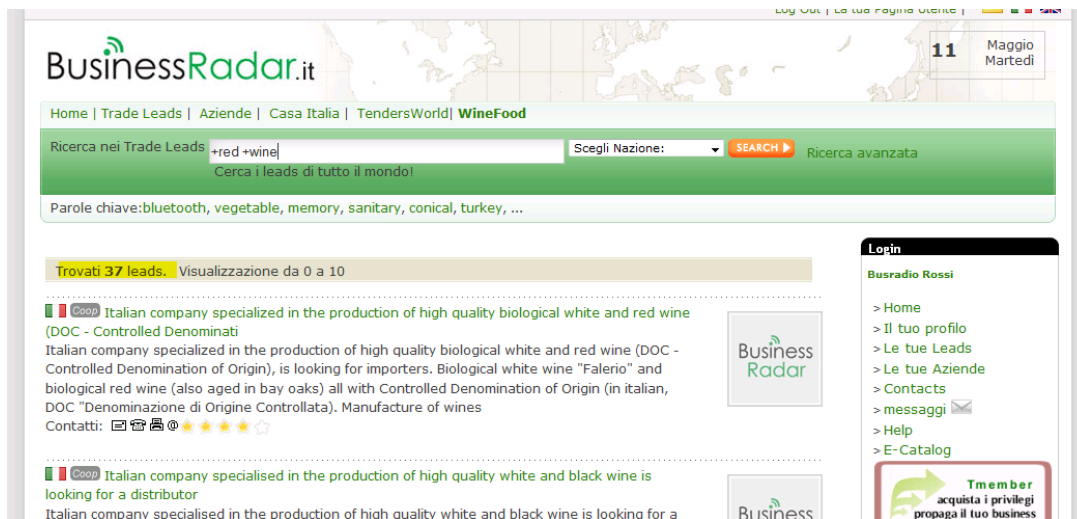 Log Out | La tua Pagina Utente |
BusinessRadar.it
11 Maggio
Martedì
Home | Trade Leads | Aziende | Casa Italia | TendersWorld| WineFood
Ricerca nei Trade Leads +red +wine Scegli Nazione: SEARCH Ricerca avanzata
Cerca i leads di tutto il mondo!
Parole chiave:bluetooth, vegetable, memory, sanitary, conical, turkey, ...
Trovati 37 leads. Visualizzazione da 0 a 10
Coop Italian company specialized in the production of high quality biological white and red wine
(DOC - Controlled Denominati
Italian company specialized in the production of high quality biological white and red wine (DOC -
Controlled Denomination of Origin), is looking for importers. Biological white wine "Falerio" and
biological red wine (also aged in bay oaks) all with Controlled Denomination of Origin (in italian,
DOC "Denominazione di Origine Controllata). Manufacture of wines
Contatti: @
Business
Radar
Coop Italian company specialised in the production of high quality white and black wine is
looking for a distributor
Italian company specialised in the production of high quality white and black wine is looking for a
Business
Login
Busradio Rossi
> Home
> Il tuo profilo
> Le tue Leads
> Le tue Aziende
> Contacts
> messaggi
> Help
> E-Catalog
Tmember
acquista i privilegi
propaga il tuo business